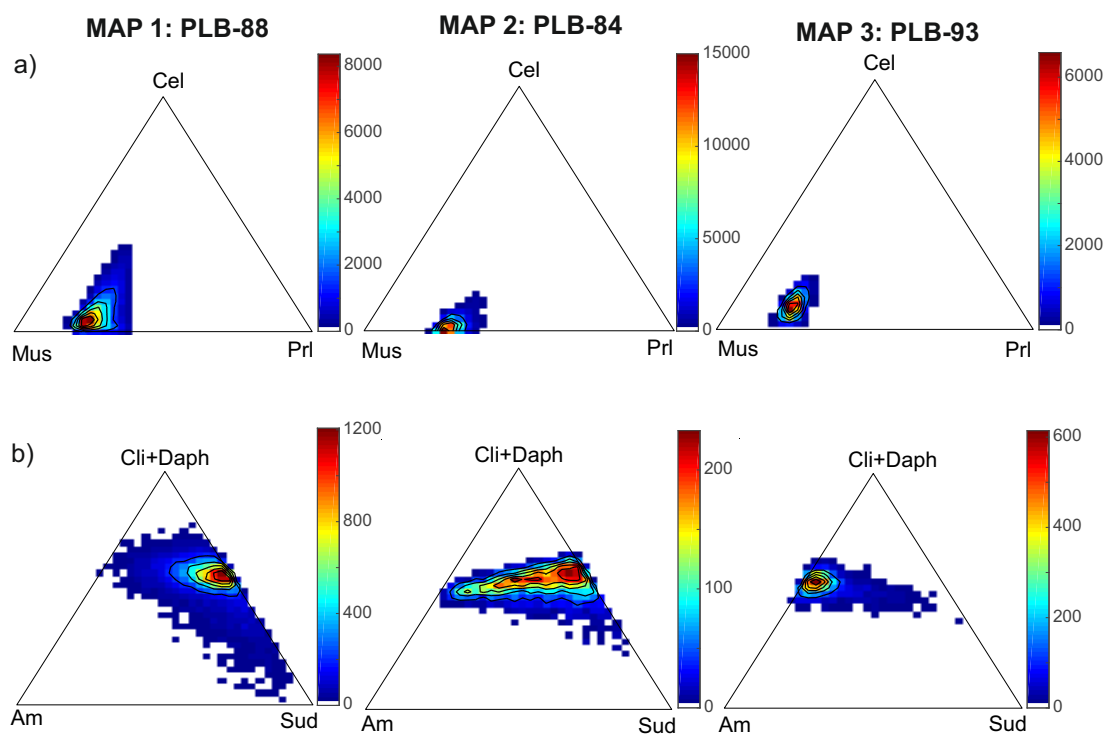 MAP 1: PLB-88
MAP 2: PLB-84
MAP 3: PLB-93
a)
Cel
8000
6000
4000
2000
0
Mus
Prl
Cel
15000
10000
5000
0
Mus
Prl
Cel
6000
4000
2000
0
Mus
Prl
b)
Cli+Daph
1200
800
400
0
Am
Sud
Cli+Daph
200
100
0
Am
Sud
Cli+Daph
600
400
200
0
Am
Sud